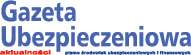 Gazeta
Ubezpieczeniowa
aktualności pismo środowisk ubezpieczeniowych i finansowych